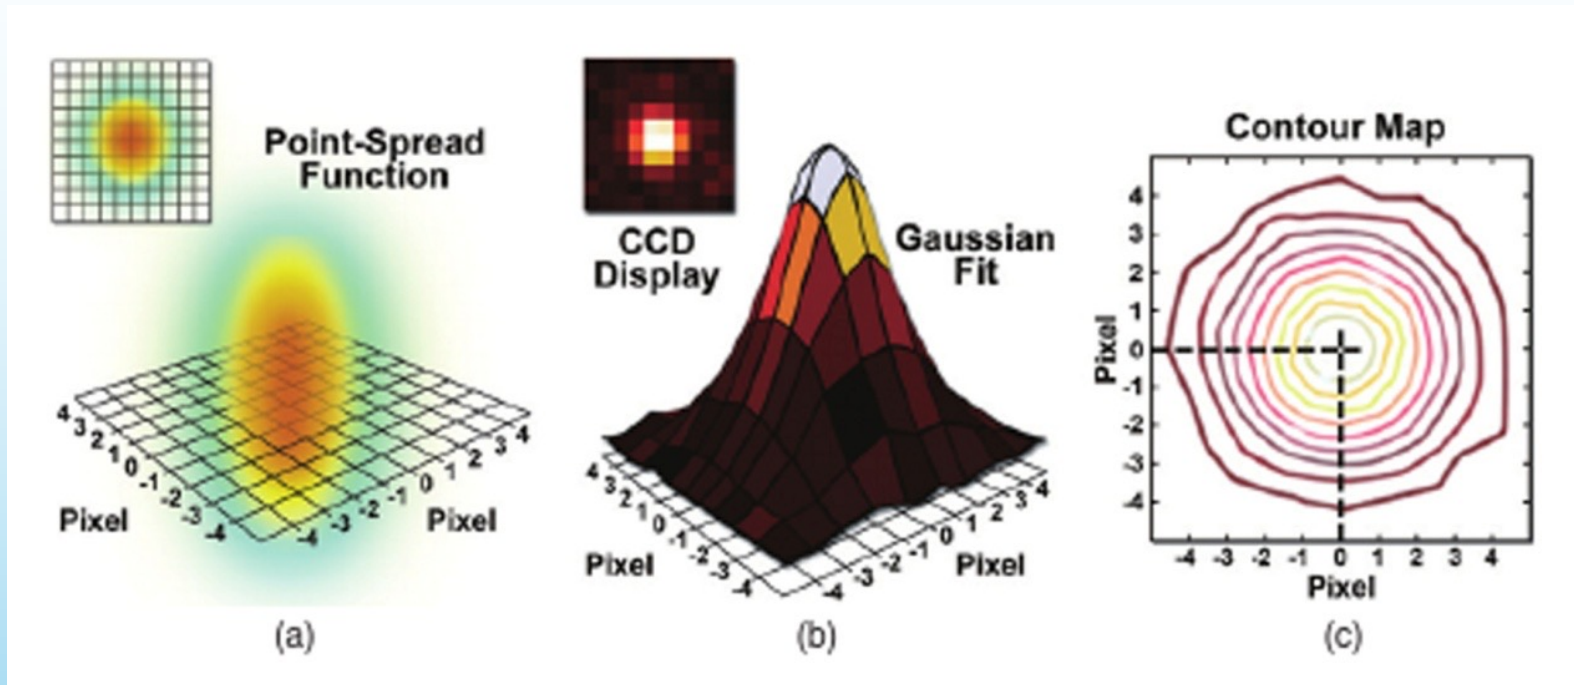 Point-Spread
Function
4
3
2
1
0
-1
-2
-3
-4
Pixel
-4
-3
-2
-1
0
1
2
3
4
Pixel
(a)
CCD
Display
Gaussian
Fit
4
3
2
1
0
-1
-2
-3
-4
Pixel
-4
-3
-2
-1
0
1
2
3
4
Pixel
(b)
Contour Map
4
3
2
1
0
-1
-2
-3
-4
Pixel
-4 -3 -2 -1 0 1 2 3 4
Pixel
(c)